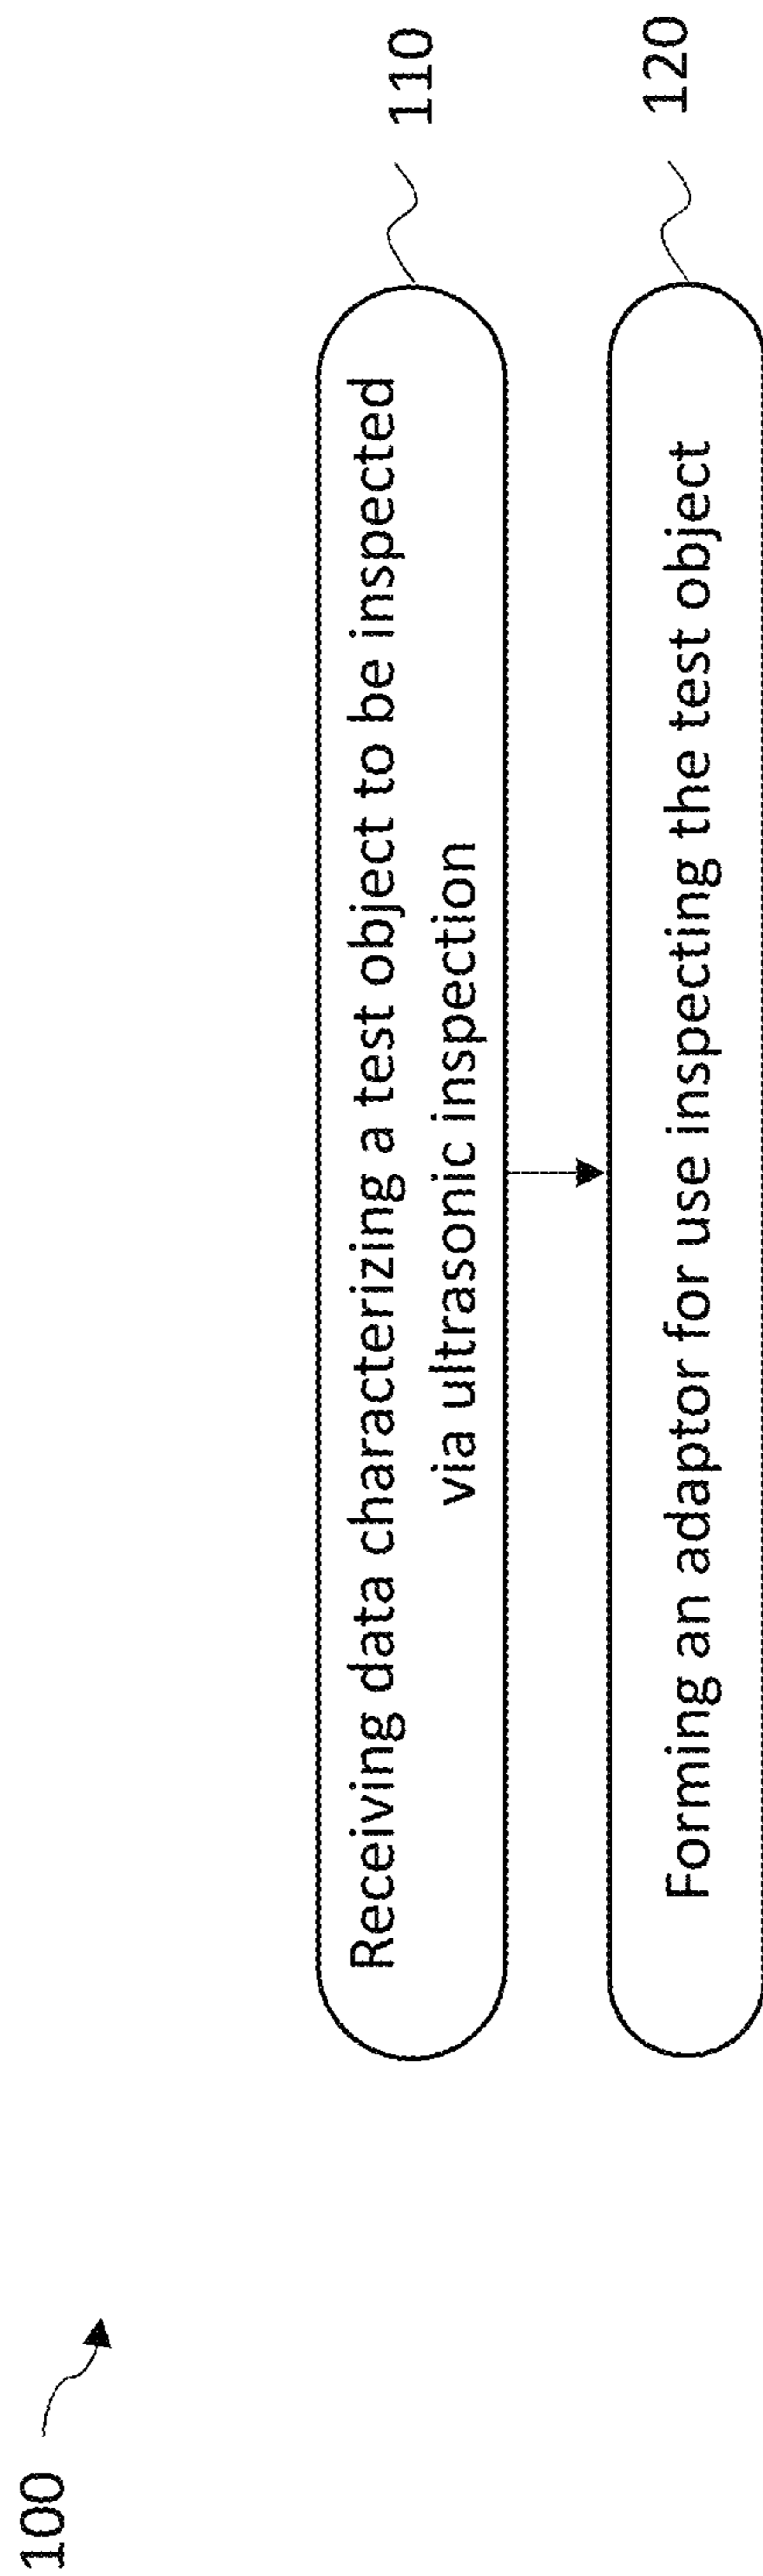 100
Receiving data characterizing a test object to be inspected
via ultrasonic inspection
110
Forming an adaptor for use inspecting the test object
120